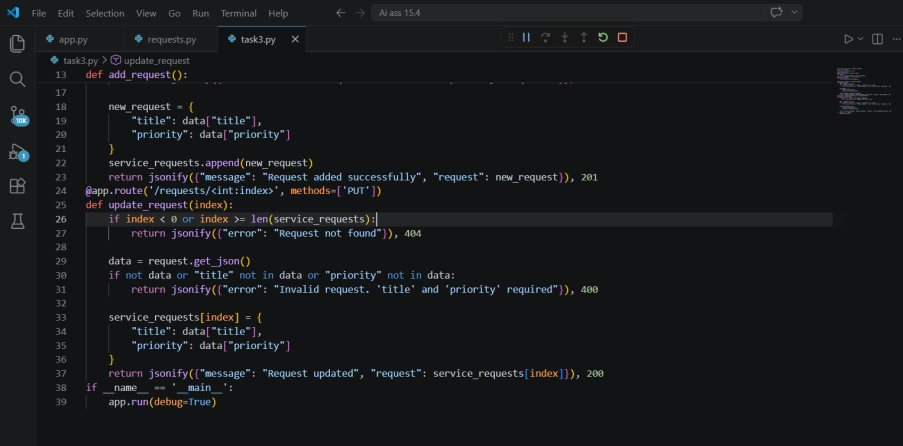 File Edit Selection View Go Run Terminal Help
Ai ass 15.4
app.py requests.py task3.py
task3.py > update_request
10K
1
13 def add_request():
17
18 new_request = {
19 "title": data["title"],
20 "priority": data["priority"]
21 }
22 service_requests.append(new_request)
23 return jsonify({"message": "Request added successfully", "request": new_request}), 201
24 @app.route('/requests/<int:index>', methods=['PUT'])
25 def update_request(index):
26 if index < 0 or index >= len(service_requests):
27 return jsonify({"error": "Request not found"}), 404
28
29 data = request.get_json()
30 if not data or "title" not in data or "priority" not in data:
31 return jsonify({"error": "Invalid request. 'title' and 'priority' required"}), 400
32
33 service_requests[index] = {
34 "title": data["title"],
35 "priority": data["priority"]
36 }
37 return jsonify({"message": "Request updated", "request": service_requests[index]}), 200
38 if __name__ == '__main__':
39 app.run(debug=True)